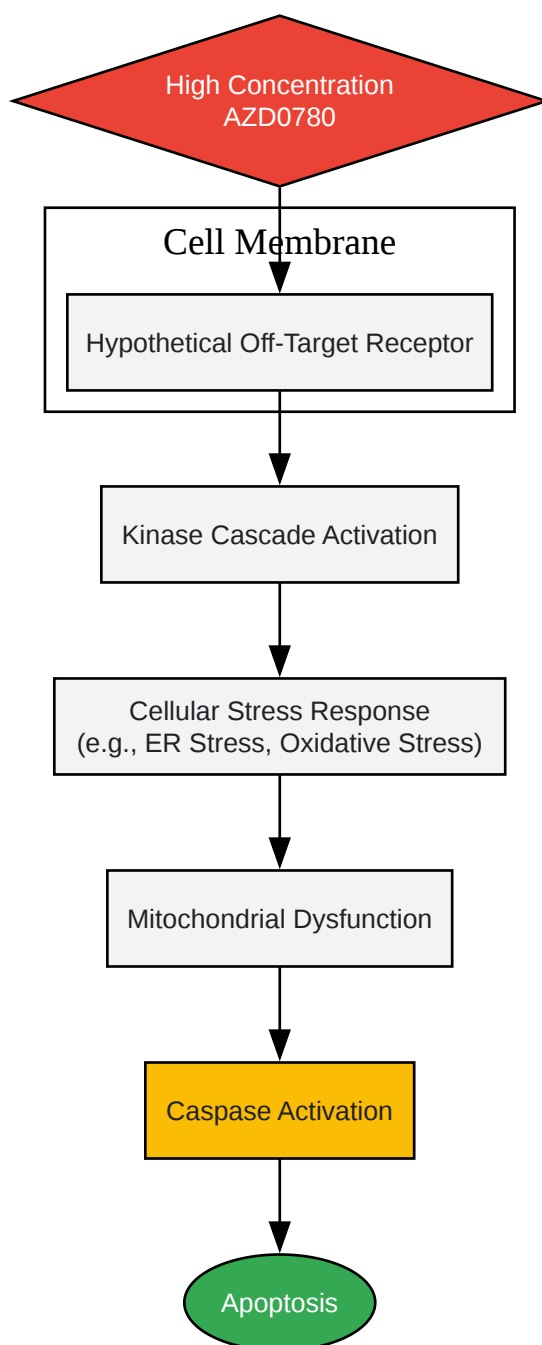 High Concentration
AZD0780
Cell Membrane
Hypothetical Off-Target Receptor
Kinase Cascade Activation
Cellular Stress Response
(e.g., ER Stress, Oxidative Stress)
Mitochondrial Dysfunction
Caspase Activation
Apoptosis